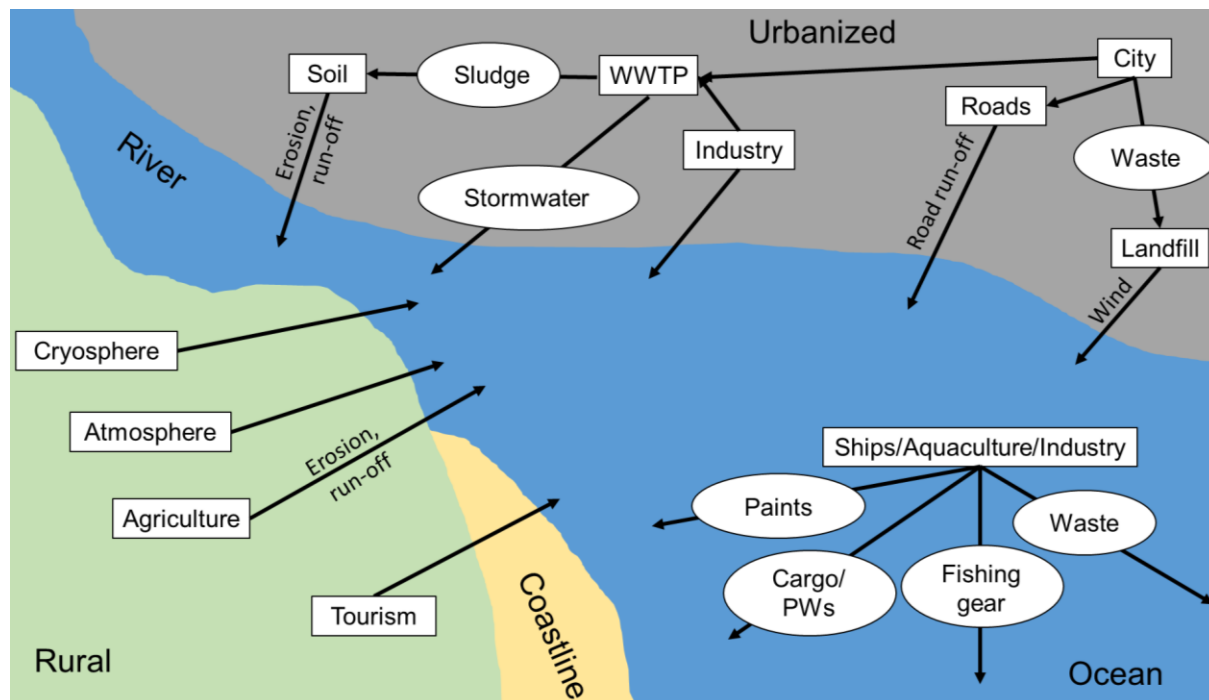 Urbanized
City
Soil
Sludge
WWTP
Roads
Industry
Waste
River
Erosion,
run-off
Stormwater
Road run-off
Landfill
Wind
Cryosphere
Atmosphere
Erosion,
run-off
Agriculture
Tourism
Ships/Aquaculture/Industry
Paints
Waste
Cargo/
PWs
Fishing
gear
Coastline
Rural
Ocean